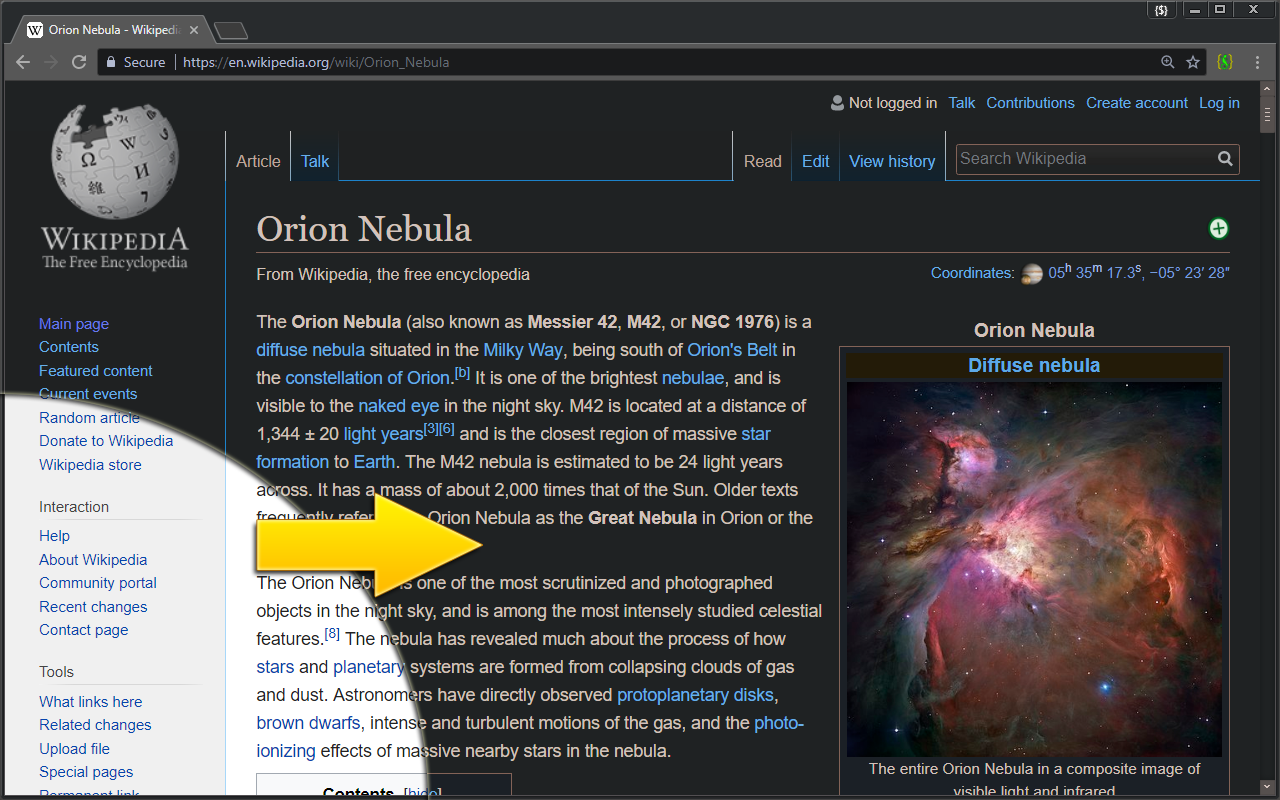 {$}
Orion Nebula - Wikipedi
Secure
https://en.wikipedia.org/wiki/Orion_Nebula
{S}
Not logged in Talk Contributions Create account Log in
Article Talk
Read Edit View history
Search Wikipedia
Ω W И 維 7
WIKIPEDIA
The Free Encyclopedia
Main page
Contents
Featured content
Current events
Random article
Donate to Wikipedia
Wikipedia store
Interaction
Help
About Wikipedia
Community portal
Recent changes
Contact page
Tools
What links here
Related changes
Upload file
Special pages
Permanent link
Orion Nebula
From Wikipedia, the free encyclopedia
Coordinates: 05h 35m 17.3s, −05° 23′ 28″
The Orion Nebula (also known as Messier 42, M42, or NGC 1976) is a
diffuse nebula situated in the Milky Way, being south of Orion's Belt in
the constellation of Orion.[b] It is one of the brightest nebulae, and is
visible to the naked eye in the night sky. M42 is located at a distance of
1,344 ± 20 light years[3][6] and is the closest region of massive star
formation to Earth. The M42 nebula is estimated to be 24 light years
across. It has a mass of about 2,000 times that of the Sun. Older texts
frequently refer Orion Nebula as the Great Nebula in Orion or the
The Orion Neb is one of the most scrutinized and photographed
objects in the night sky, and is among the most intensely studied celestial
features.[8] The nebula has revealed much about the process of how
stars and planetary systems are formed from collapsing clouds of gas
and dust. Astronomers have directly observed protoplanetary disks,
brown dwarfs, intense and turbulent motions of the gas, and the photo-
ionizing effects of massive nearby stars in the nebula.
Contents [hide]
Orion Nebula
Diffuse nebula
The entire Orion Nebula in a composite image of
visible light and infrared